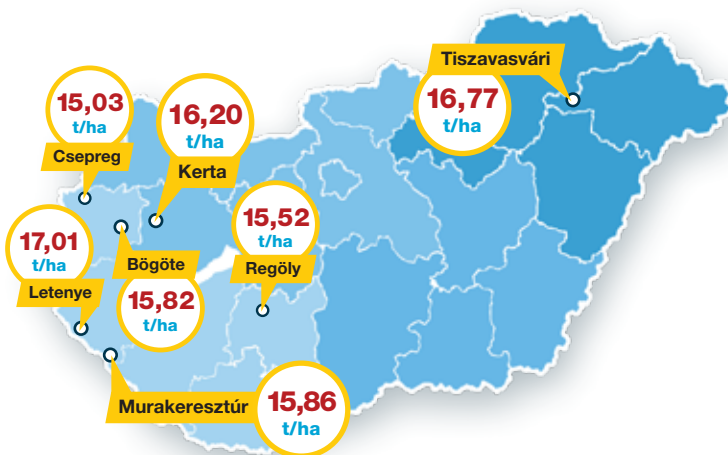 Tiszavasvári
16,77
t/ha
15,03
t/ha
Csepreg
16,20
t/ha
Kerta
15,52
t/ha
Regöly
17,01
t/ha
Letenye
Bögöte
15,82
t/ha
Murakeresztúr
15,86
t/ha